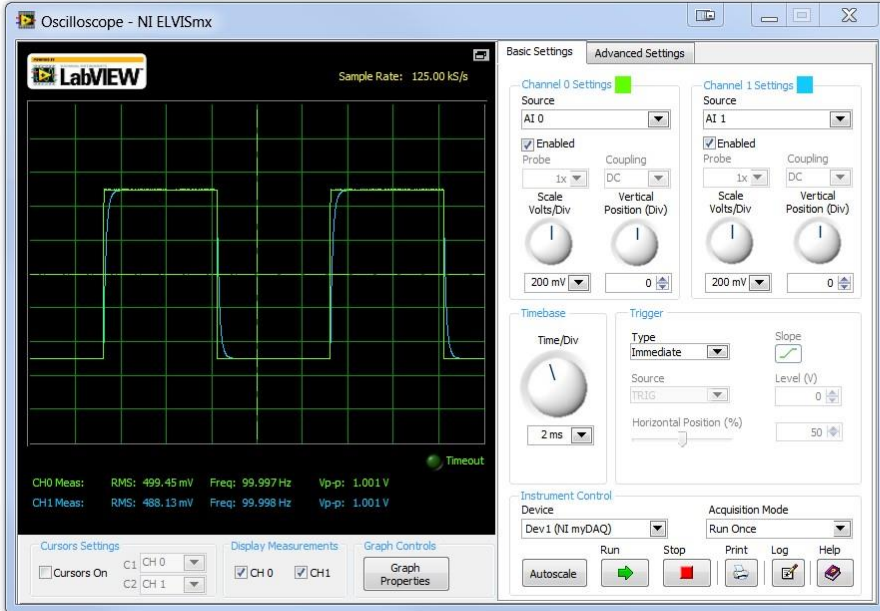 Oscilloscope - NI ELVISmx
LabVIEW
Sample Rate: 125.00 kS/s
Timeout
CH0 Meas: RMS: 499.45 mV Freq: 99.997 Hz Vp-p: 1.001 V
CH1 Meas: RMS: 488.13 mV Freq: 99.998 Hz Vp-p: 1.001 V
Cursors Settings
Cursors On
C1 CH 0
C2 CH 1
Display Measurements
CH 0 CH1
Graph Controls
Graph
Properties
Basic Settings Advanced Settings
Channel 0 Settings
Source
AI 0
Enabled
Probe Coupling
1x DC
Scale Vertical
Volts/Div Position (Div)
200 mV 0
Channel 1 Settings
Source
AI 1
Enabled
Probe Coupling
1x DC
Scale Vertical
Volts/Div Position (Div)
200 mV 0
Timebase
Time/Div
2 ms
Trigger
Type Slope
Immediate
Source Level (V)
TRIG 0
Horizontal Position (%)
50
Instrument Control
Device Acquisition Mode
Dev1 (NI myDAQ) Run Once
Run Stop Print Log Help
Autoscale